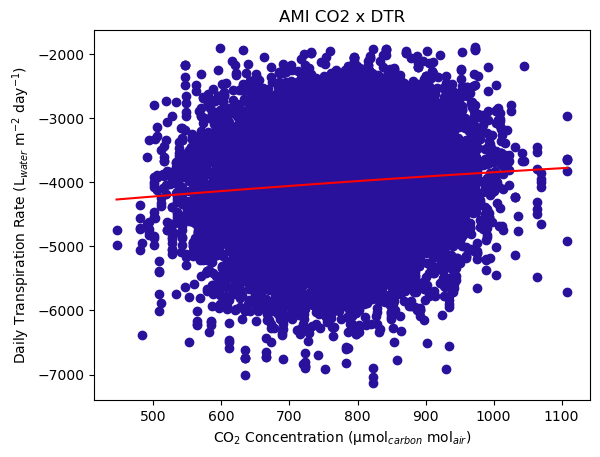 AMI CO2 x DTR
Daily Transpiration Rate (L_water m⁻² day⁻¹)
−2000
−3000
−4000
−5000
−6000
−7000
500 600 700 800 900 1000 1100
CO₂ Concentration (μmol_carbon mol_air)